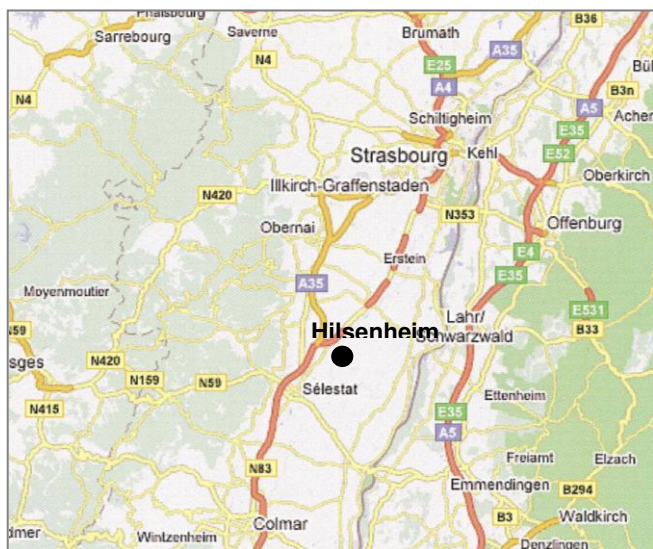 Phalsbourg
Sarrebourg
Saverne
N4
N4
Brumath
A35
E25
A4
B36
B3n
A5
E35
E52
Acher
Schiltigheim
Strasbourg
Kehl
Oberkirch
N420
Illkirch-Graffenstaden
N353
Obernai
Offenburg
E4
Erstein
E35
A35
Moyenmoutier
E531
N59
Hilsenheim
Lahr/
Schwarzwald
B33
sges
N420
N159
N59
Sélestat
N415
E35
Ettenheim
A5
Freiamt
Elzach
N83
Emmendingen
B294
Colmar
B3
Waldkirch
dmer
Wintzenheim
Denzlingen